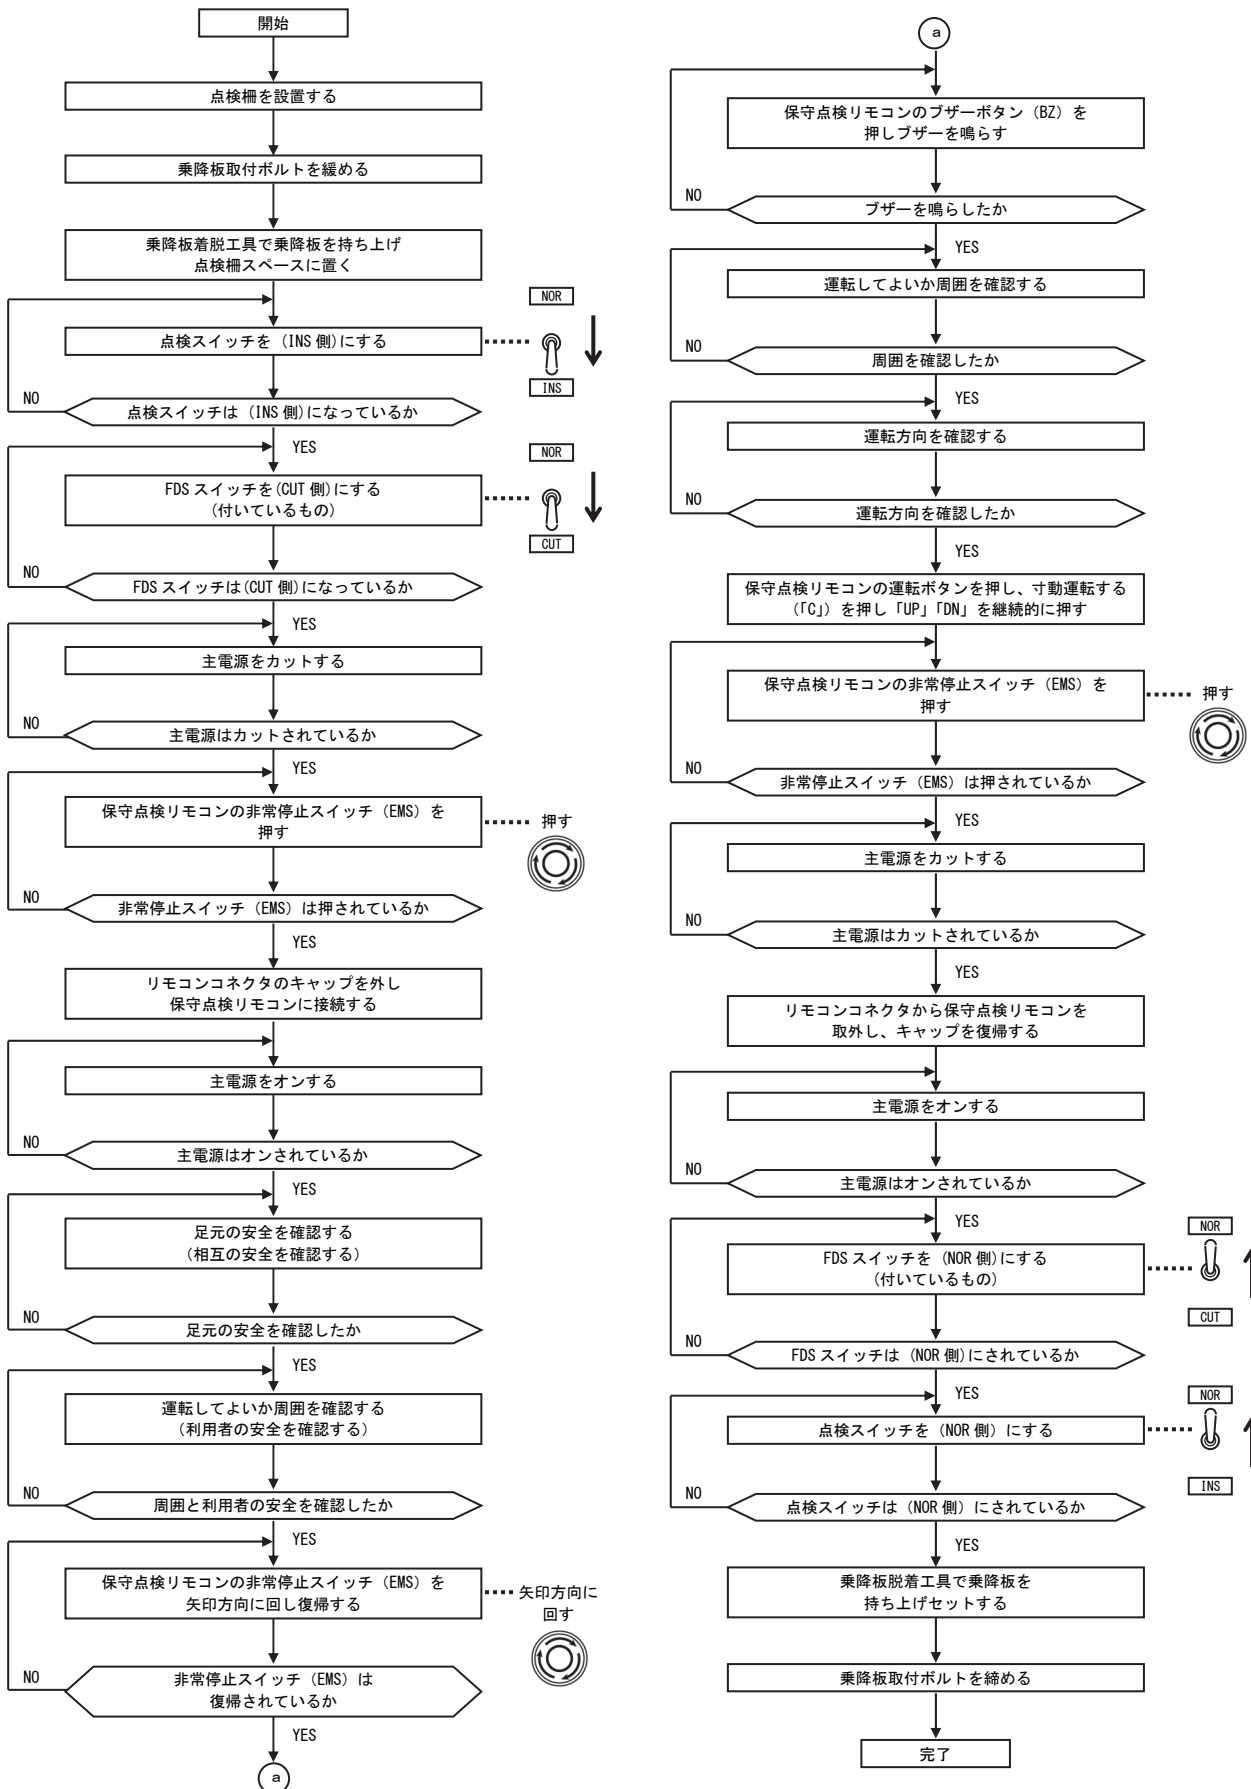 開始
点検柵を設置する
乗降板取付ボルトを緩める
乗降板着脱工具で乗降板を持ち上げ
点検柵スペースに置く
点検スイッチを（INS側)にする
NOR
INS
NO
点検スイッチは（INS側)になっているか
YES
FDSスイッチを(CUT側)にする
(付いているもの)
NOR
CUT
NO
FDSスイッチは(CUT側)になっているか
YES
主電源をカットする
NO
主電源はカットされているか
YES
保守点検リモコンの非常停止スイッチ（EMS）を
押す
押す
NO
非常停止スイッチ（EMS）は押されているか
YES
リモコンコネクタのキャップを外し
保守点検リモコンに接続する
主電源をオンする
NO
主電源はオンされているか
YES
足元の安全を確認する
（相互の安全を確認する）
NO
足元の安全を確認したか
YES
運転してよいか周囲を確認する
（利用者の安全を確認する）
NO
周囲と利用者の安全を確認したか
YES
保守点検リモコンの非常停止スイッチ（EMS）を
矢印方向に回し復帰する
矢印方向に
回す
NO
非常停止スイッチ（EMS）は
復帰されているか
YES
a
a
保守点検リモコンのブザーボタン（BZ）を
押しブザーを鳴らす
NO
ブザーを鳴らしたか
YES
運転してよいか周囲を確認する
NO
周囲を確認したか
YES
運転方向を確認する
NO
運転方向を確認したか
YES
保守点検リモコンの運転ボタンを押し、寸動運転する
（「C」）を押し「UP」「DN」を継続的に押す
保守点検リモコンの非常停止スイッチ（EMS）を
押す
押す
NO
非常停止スイッチ（EMS）は押されているか
YES
主電源をカットする
NO
主電源はカットされているか
YES
リモコンコネクタから保守点検リモコンを
取外し、キャップを復帰する
主電源をオンする
NO
主電源はオンされているか
YES
FDSスイッチを（NOR側)にする
(付いているもの)
NOR
CUT
NO
FDSスイッチは（NOR側)にされているか
YES
点検スイッチを（NOR側）にする
NOR
INS
NO
点検スイッチは（NOR側）にされているか
YES
乗降板脱着工具で乗降板を
持ち上げセットする
乗降板取付ボルトを締める
完了